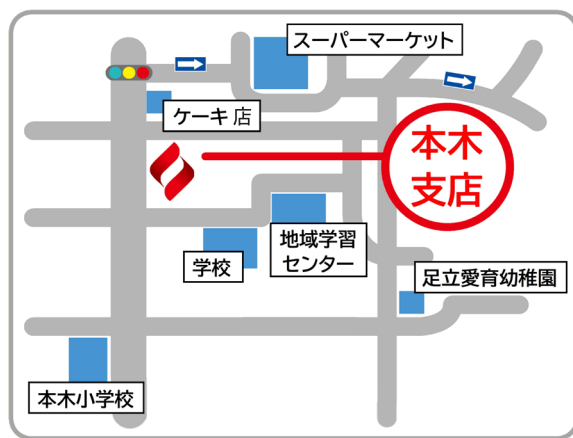 スーパーマーケット
ケーキ店
本木
支店
地域学習
センター
学校
足立愛育幼稚園
本木小学校